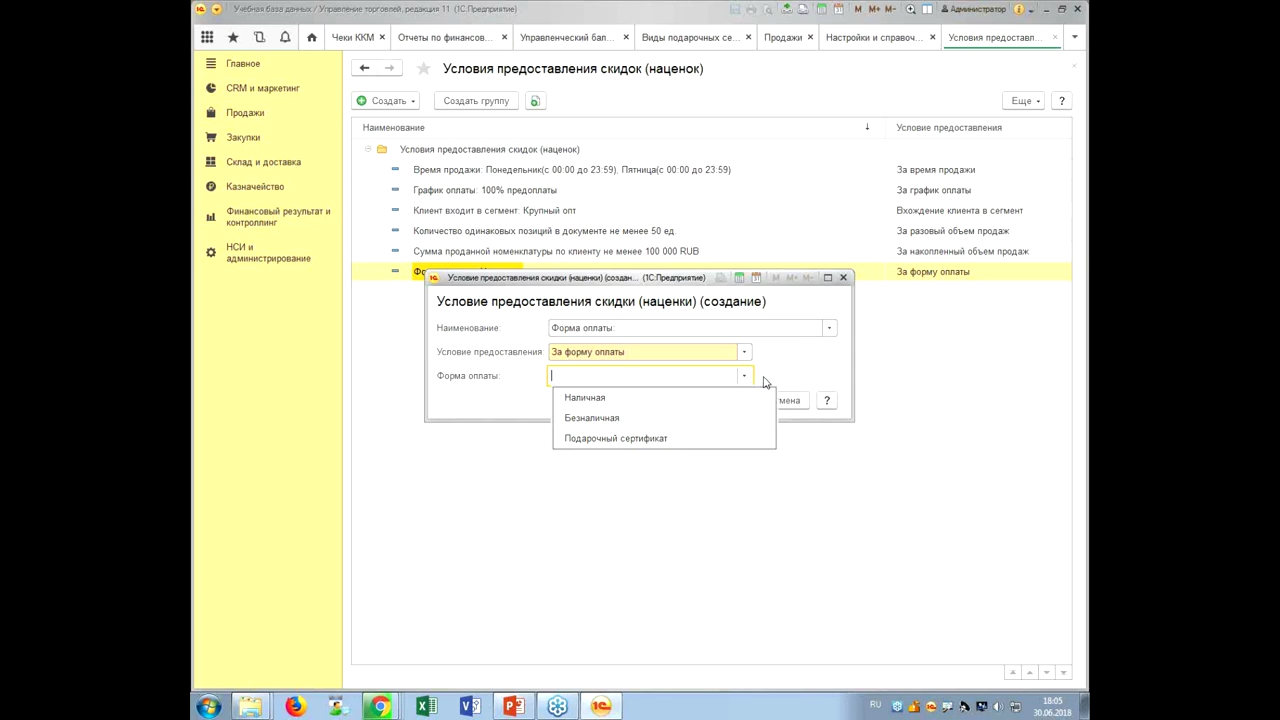 Учебная база данных / Управление торговлей, редакция 11 (1С:Предприятие)
M M+ M-
Администратор
Чеки ККМ
Отчеты по финансов...
Управленческий бал...
Виды подарочных се...
Продажи
Настройки и справоч...
Условия предоставл...
Главное
CRM и маркетинг
Продажи
Закупки
Склад и доставка
Казначейство
Финансовый результат и
контроллинг
НСИ и
администрирование
Условия предоставления скидок (наценок)
Создать
Создать группу
Еще
?
Наименование
Условие предоставления
Условия предоставления скидок (наценок)
Время продажи: Понедельник(с 00:00 до 23:59), Пятница(с 00:00 до 23:59)
За время продажи
График оплаты: 100% предоплаты
За график оплаты
Клиент входит в сегмент: Крупный опт
Вхождение клиента в сегмент
Количество одинаковых позиций в документе не менее 50 ед.
За разовый объем продаж
Сумма проданной номенклатуры по клиенту не менее 100 000 RUB
За накопленный объем продаж
За форму оплаты
Условие предоставления скидки (наценки) (создан... (1С:Предприятие)
M M+ M-
Условие предоставления скидки (наценки) (создание)
Наименование:
Форма оплаты:
Условие предоставления:
За форму оплаты
Форма оплаты:
Наличная
Безналичная
Подарочный сертификат
мена
?
RU
18:05
30.06.2018